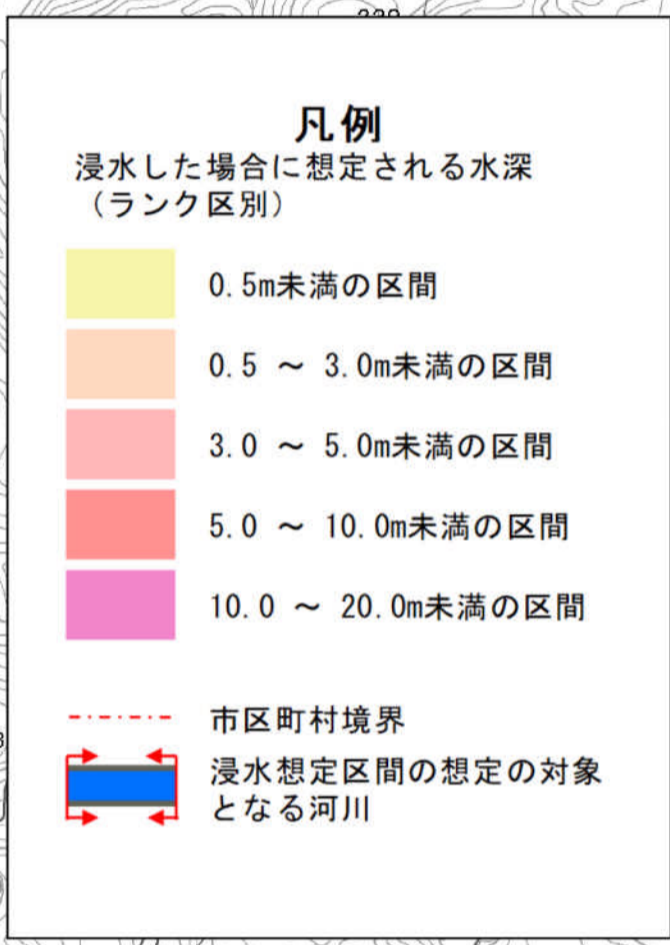 凡例
浸水した場合に想定される水深
（ランク区別）
0.5m未満の区間
0.5 ～ 3.0m未満の区間
3.0 ～ 5.0m未満の区間
5.0 ～ 10.0m未満の区間
10.0 ～ 20.0m未満の区間
市区町村境界
浸水想定区間の想定の対象
となる河川